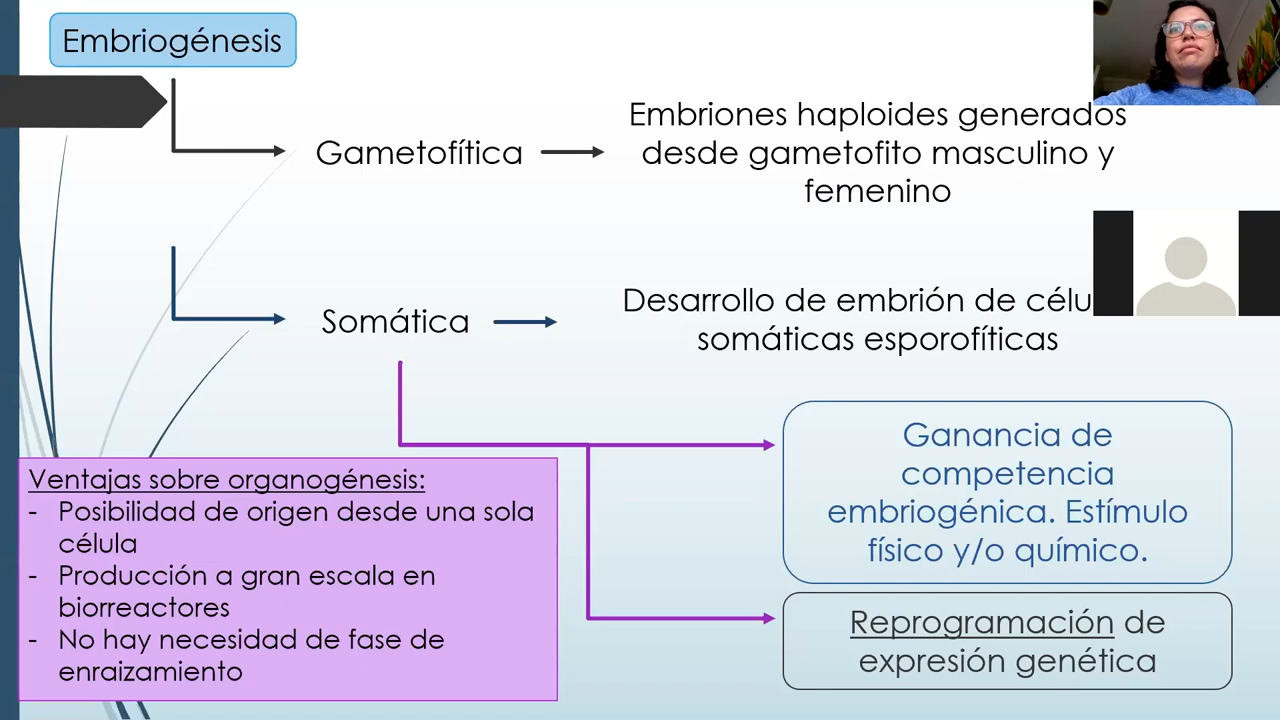 Embriogénesis
Gametofítica
Embriones haploides generados
desde gametofito masculino y
femenino
Somática
Desarrollo de embrión de
somáticas esporofíticas
Ganancia de
competencia
embriogénica. Estímulo
físico y/o químico.
Ventajas sobre organogénesis:
- Posibilidad de origen desde una sola
célula
- Producción a gran escala en
biorreactores
- No hay necesidad de fase de
enraizamiento
Reprogramación de
expresión genética